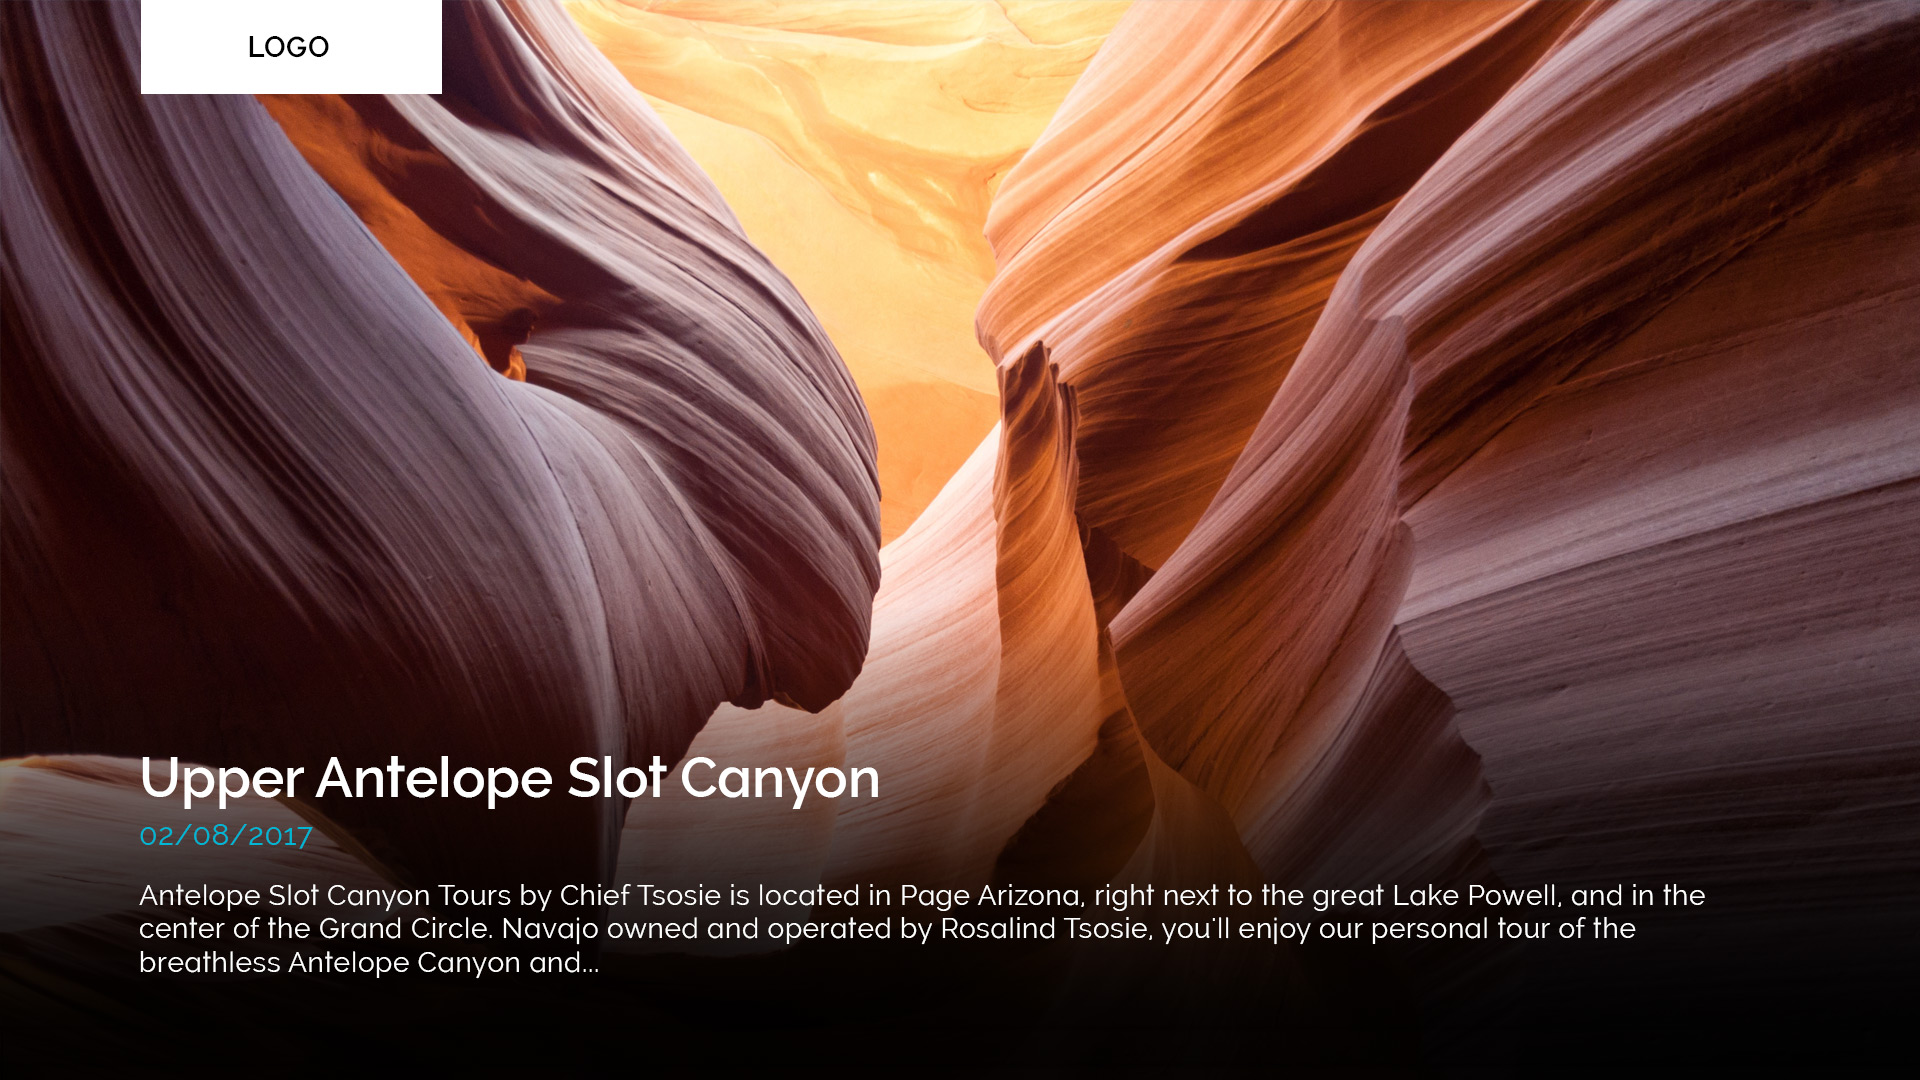 LOGO
Upper Antelope Slot Canyon
02/08/2017
Antelope Slot Canyon Tours by Chief Tsosie is located in Page Arizona, right next to the great Lake Powell, and in the
center of the Grand Circle. Navajo owned and operated by Rosalind Tsosie, you'll enjoy our personal tour of the
breathless Antelope Canyon and...